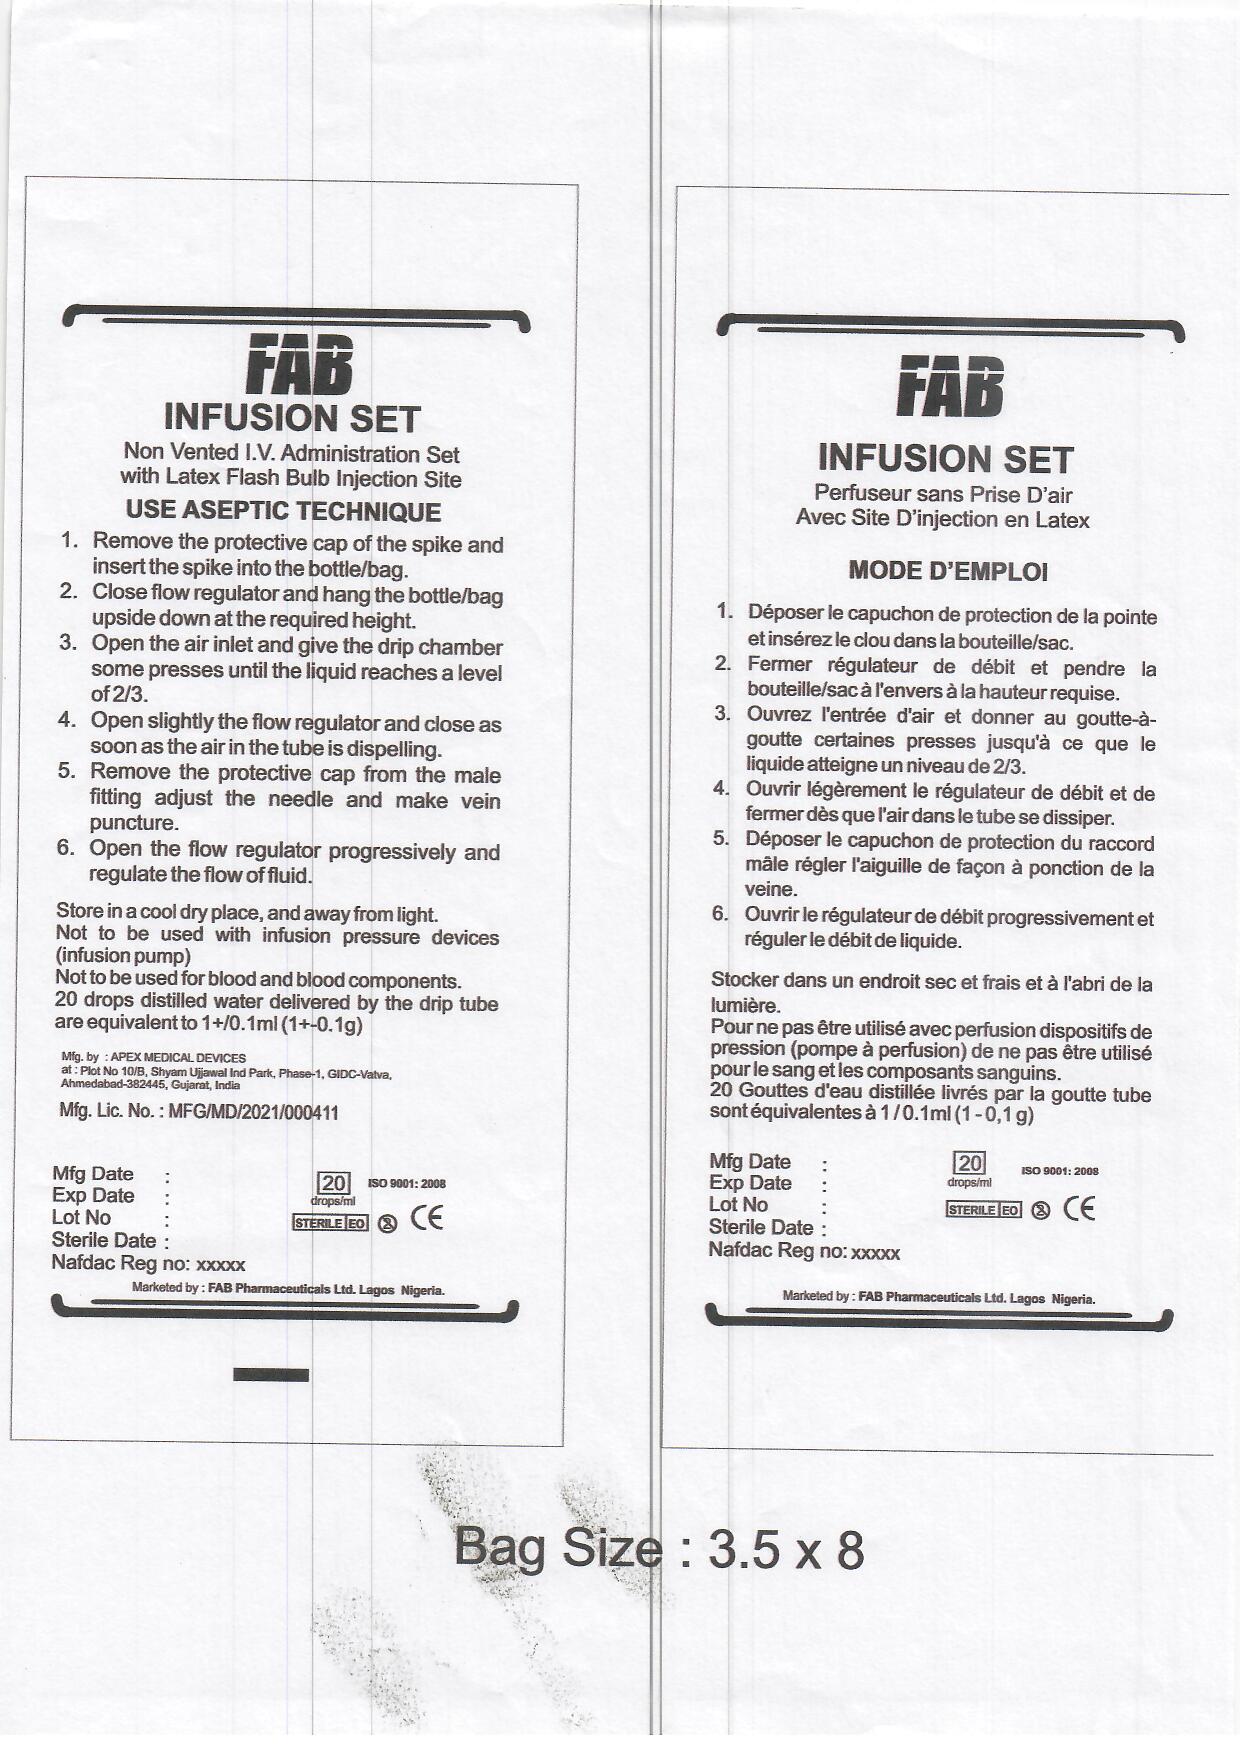 FAB
INFUSION SET
Non Vented I.V. Administration Set
with Latex Flash Bulb Injection Site
USE ASEPTIC TECHNIQUE
1. Remove the protective cap of the spike and
insert the spike into the bottle/bag.
2. Close flow regulator and hang the bottle/bag
upside down at the required height.
3. Open the air inlet and give the drip chamber
some presses until the liquid reaches a level
of 2/3.
4. Open slightly the flow regulator and close as
soon as the air in the tube is dispelling.
5. Remove the protective cap from the male
fitting adjust the needle and make vein
puncture.
6. Open the flow regulator progressively and
regulate the flow of fluid.
Store in a cool dry place, and away from light.
Not to be used with infusion pressure devices
(infusion pump)
Not to be used for blood and blood components.
20 drops distilled water delivered by the drip tube
are equivalent to 1+/0.1ml (1+-0.1g)
Mfg. by : APEX MEDICAL DEVICES
at : Plot No 10/B, Shyam Ujjawal Ind Park, Phase-1, GIDC-Vatva,
Ahmedabad-382445, Gujarat, India
Mfg. Lic. No. : MFG/MD/2021/000411
Mfg Date :
Exp Date :
Lot No :
Sterile Date :
Nafdac Reg no: xxxxx
20 ISO 9001: 2008
drops/ml
STERILE EO 2 CE
Marketed by : FAB Pharmaceuticals Ltd. Lagos Nigeria.
FAB
INFUSION SET
Perfuseur sans Prise D'air
Avec Site D'injection en Latex
MODE D'EMPLOI
1. Déposer le capuchon de protection de la pointe
et insérez le clou dans la bouteille/sac.
2. Fermer régulateur de débit et pendre la
bouteille/sac à l'envers à la hauteur requise.
3. Ouvrez l'entrée d'air et donner au goutte-à-
goutte certaines presses jusqu'à ce que le
liquide atteigne un niveau de 2/3.
4. Ouvrir légèrement le régulateur de débit et de
fermer dès que l'air dans le tube se dissiper.
5. Déposer le capuchon de protection du raccord
mâle régler l'aiguille de façon à ponction de la
veine.
6. Ouvrir le régulateur de débit progressivement et
réguler le débit de liquide.
Stocker dans un endroit sec et frais et à l'abri de la
lumière.
Pour ne pas être utilisé avec perfusion dispositifs de
pression (pompe à perfusion) de ne pas être utilisé
pour le sang et les composants sanguins.
20 Gouttes d'eau distillée livrés par la goutte tube
sont équivalentes à 1 / 0.1ml (1 - 0,1 g)
Mfg Date :
Exp Date :
Lot No :
Sterile Date :
Nafdac Reg no: xxxxx
20 ISO 9001: 2008
drops/ml
STERILE EO 2 CE
Marketed by : FAB Pharmaceuticals Ltd. Lagos Nigeria.
Bag Size : 3.5 x 8